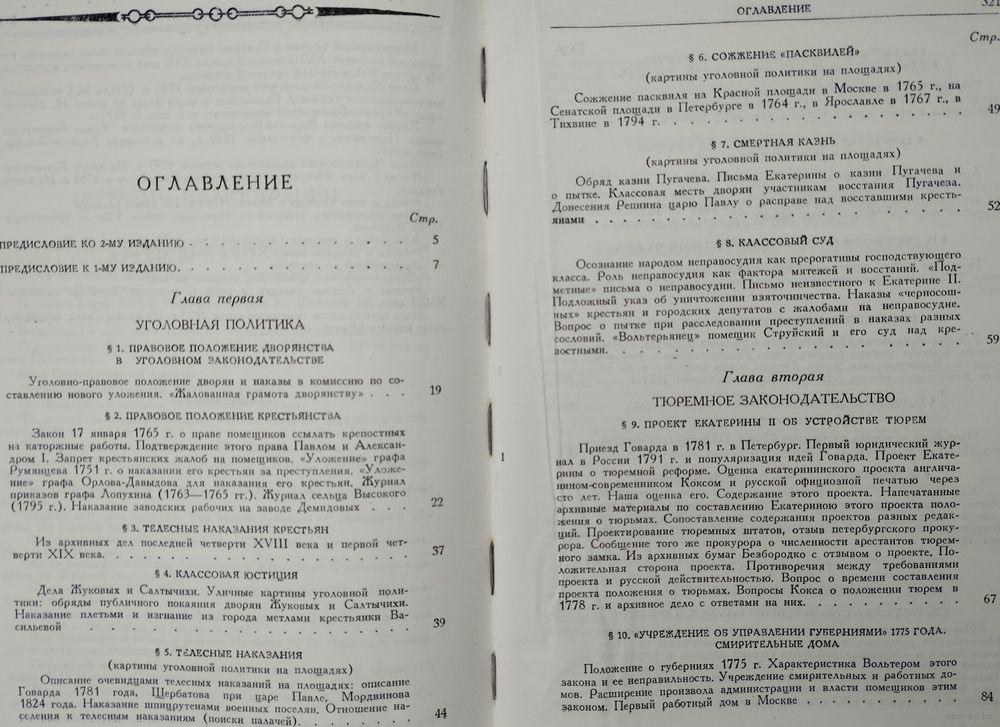 ОГЛАВЛЕНИЕ
Стр.
ПРЕДИСЛОВИЕ КО 2-МУ ИЗДАНИЮ . . . . . . . . . . . . 5
ПРЕДИСЛОВИЕ К 1-МУ ИЗДАНИЮ. . . . . . . . . . . . . 7
Глава первая
УГОЛОВНАЯ ПОЛИТИКА
§ 1. ПРАВОВОЕ ПОЛОЖЕНИЕ ДВОРЯНСТВА
В УГОЛОВНОМ ЗАКОНОДАТЕЛЬСТВЕ
Уголовно-правовое положение дворян и наказы в комиссию по со-
ставлению нового уложения. «Жалованная грамота дворянству» . . . 19
§ 2. ПРАВОВОЕ ПОЛОЖЕНИЕ КРЕСТЬЯНСТВА
Закон 17 января 1765 г. о праве помещиков ссылать крепостных
на каторжные работы. Подтверждение этого права Павлом и Алексан-
дром I. Запрет крестьянских жалоб на помещиков. «Уложение» графа
Румянцева 1751 г. о наказании его крестьян за преступления. «Уложе-
ние» графа Орлова-Давыдова для наказания его крестьян. Журнал
приказов графа Лопухина (1763—1765 гг.). Журнал сельца Высокого
(1795 г.). Наказание заводских рабочих на заводе Демидовых . . . 22
§ 3. ТЕЛЕСНЫЕ НАКАЗАНИЯ КРЕСТЬЯН
Из архивных дел последней четверти XVIII века и первой чет-
верти XIX века. . . . . . . . . . . . . . . . . . 37
§ 4. КЛАССОВАЯ ЮСТИЦИЯ
Дела Жуковых и Салтычихи. Уличные картины уголовной поли-
тики: обряды публичного покаяния дворян Жуковых и Салтычихи.
Наказание плетьми и изгнание из города метлами крестьянки Ва-
сильевой . . . . . . . . . . . . . . . . . 39
§ 5. ТЕЛЕСНЫЕ НАКАЗАНИЯ
(картины уголовной политики на площадях)
Описание очевидцами телесных наказаний на площадях: описание
Говарда 1781 года, Щербатова при царе Павле, Мордвинова
1824 года. Наказание шпицрутенами военных поселян. Отношение на-
селения к телесным наказаниям (поиски палачей). . . . . . . . 44
ОГЛАВЛЕНИЕ 321
Стр.
§ 6. СОЖЖЕНИЕ «ПАСКВИЛЕЙ»
(картины уголовной политики на площадях)
Сожжение пасквиля на Красной площади в Москве в 1765 г., на
Сенатской площади в Петербурге в 1764 г., в Ярославле в 1767 г., в
Тихвине в 1794 г. . . . . . . . . . . . . . . . . 49
§ 7. СМЕРТНАЯ КАЗНЬ
(картины уголовной политики на площадях)
Обряд казни Пугачева. Письма Екатерины о казни Пугачева и
о пытке. Классовая месть дворян участникам восстания Пугачева.
Донесения Репнина царю Павлу о расправе над восставшими кресть-
янами . . . . . . . . . . . . . . . . . . 52
§ 8. КЛАССОВЫЙ СУД
Осознание народом неправосудия как прерогативы господствующего
класса. Роль неправосудия как фактора мятежей и восстаний. «Под-
метные» письма о неправосудии. Письмо неизвестного к Екатерине II.
Подложный указ об уничтожении взяточничества. Наказы «черносош-
ных» крестьян и городских депутатов с жалобами на неправосудие.
Вопрос о пытке при расследовании преступлений в наказах разных
сословий. «Вольтерьянец» помещик Струйский и его суд над кре-
постными. . . . . . . . . . . . . . . . . . 59
Глава вторая
ТЮРЕМНОЕ ЗАКОНОДАТЕЛЬСТВО
§ 9. ПРОЕКТ ЕКАТЕРИНЫ II ОБ УСТРОЙСТВЕ ТЮРЕМ
Приезд Говарда в 1781 г. в Петербург. Первый юридический жур-
нал в России 1791 г. и популяризация идей Говарда. Проект Екате-
рины о тюремной реформе. Оценка екатерининского проекта англича-
нином-современником Коксом и русской официозной печатью через
сто лет. Наша оценка его. Содержание этого проекта. Напечатанные
архивные материалы по составлению Екатериною этого проекта поло-
жения о тюрьмах. Сопоставление содержания проектов разных редак-
ций. Проектирование тюремных штатов, отзыв петербургского проку-
рора. Сообщение того же прокурора о численности арестантов тюрем-
ного замка. Из архивных бумаг Безбородко с отзывом о проекте. По-
ложительная сторона проекта. Противоречия между требованиями
проекта и русской действительностью. Вопрос о времени составления
проекта положения о тюрьмах. Вопросы Кокса о положении тюрем в
1778 г. и архивное дело с ответами на них. . . . . . . . . . 67
§ 10. «УЧРЕЖДЕНИЕ ОБ УПРАВЛЕНИИ ГУБЕРНИЯМИ» 1775 ГОДА.
СМИРИТЕЛЬНЫЕ ДОМА
Положение о губерниях 1775 г. Характеристика Вольтером этого
закона и ее неправильность. Учреждение смирительных и работных до-
мов. Расширение произвола администрации и власти помещиков этим
законом. Первый работный дом в Москве . . . . . . . . . 84